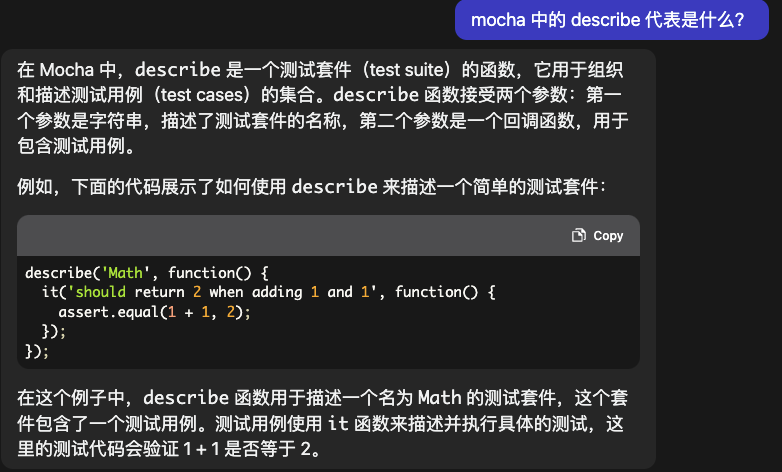 mocha 中的 describe 代表是什么?
在 Mocha 中，describe 是一个测试套件（test suite）的函数，它用于组织
和描述测试用例（test cases）的集合。describe 函数接受两个参数：第一
个参数是字符串，描述了测试套件的名称，第二个参数是一个回调函数，用于
包含测试用例。
例如，下面的代码展示了如何使用 describe 来描述一个简单的测试套件：
Copy
describe('Math', function() {
  it('should return 2 when adding 1 and 1', function() {
    assert.equal(1 + 1, 2);
  });
});
在这个例子中，describe 函数用于描述一个名为 Math 的测试套件，这个套
件包含了一个测试用例。测试用例使用 it 函数来描述并执行具体的测试，这
里的测试代码会验证 1 + 1 是否等于 2。